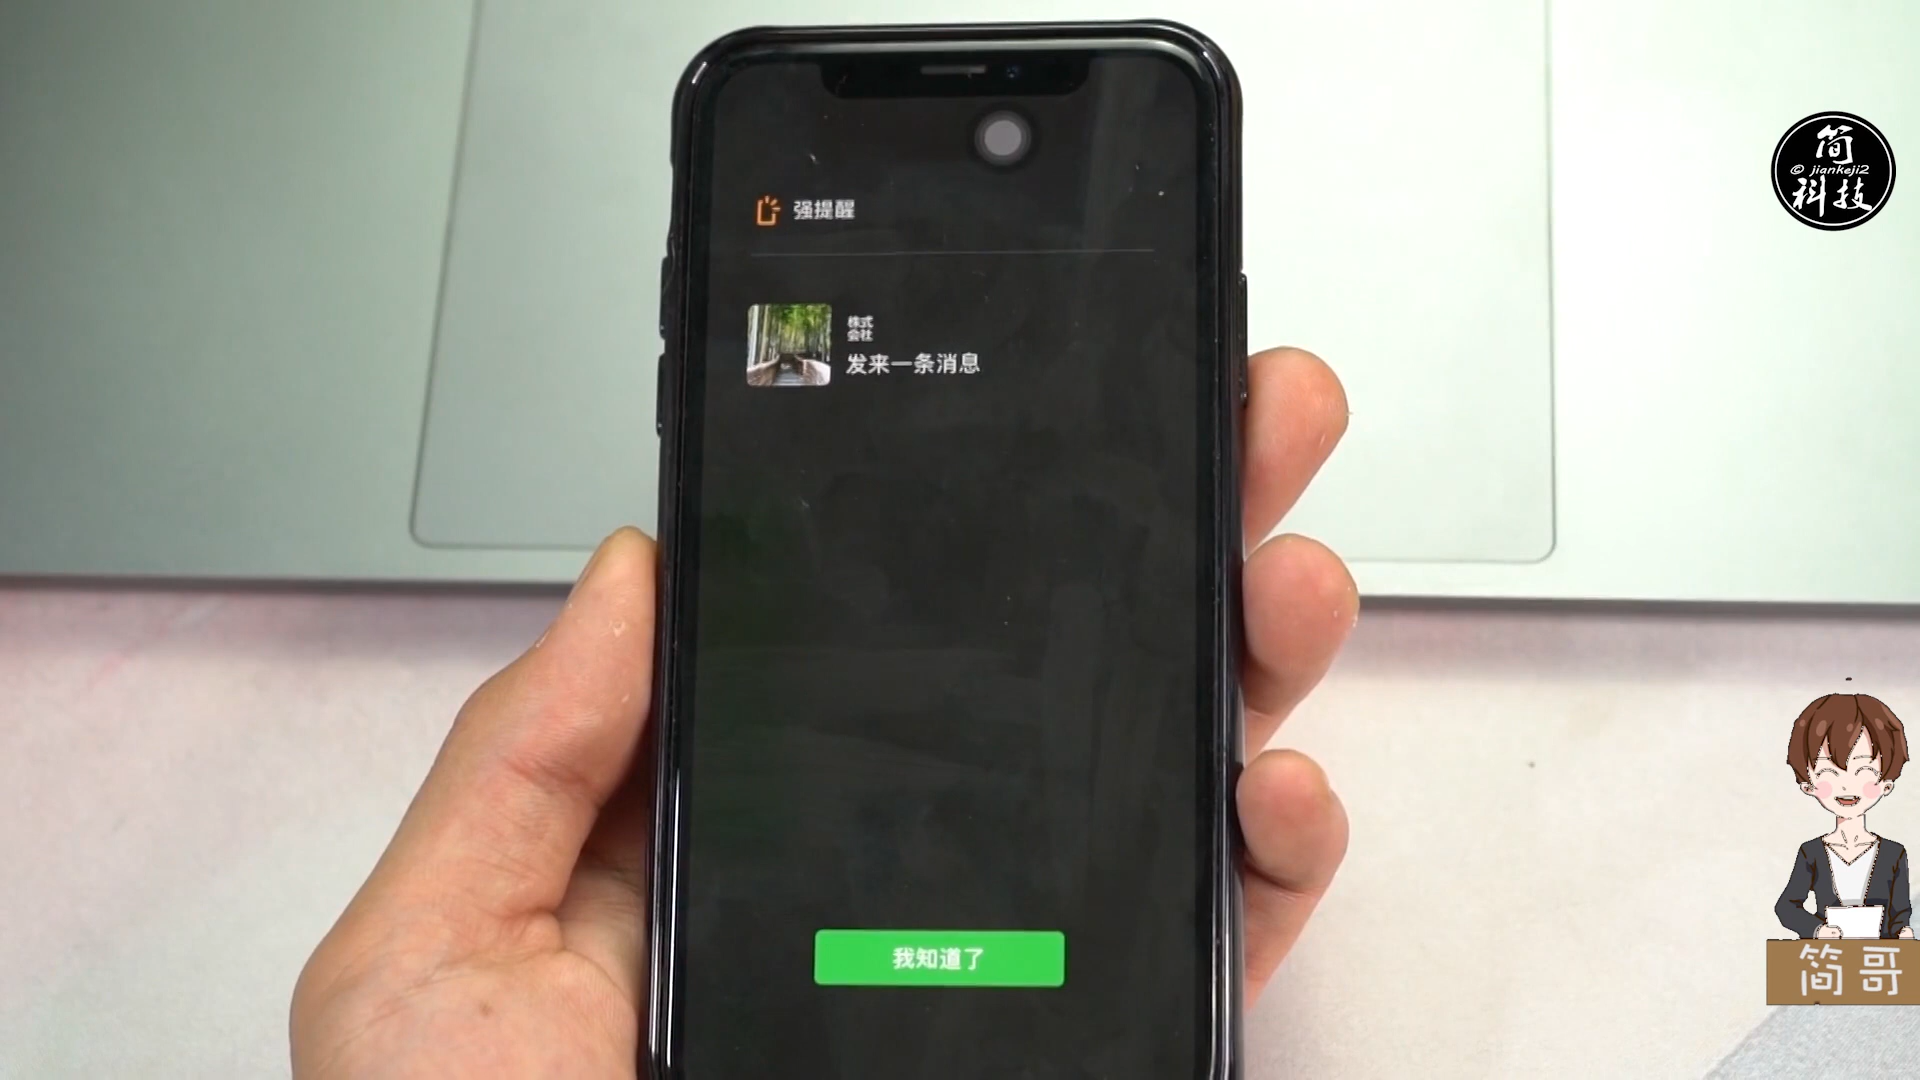 强提醒
株式
会社
发来一条消息
我知道了
简
© jiankeji2
科技
简哥